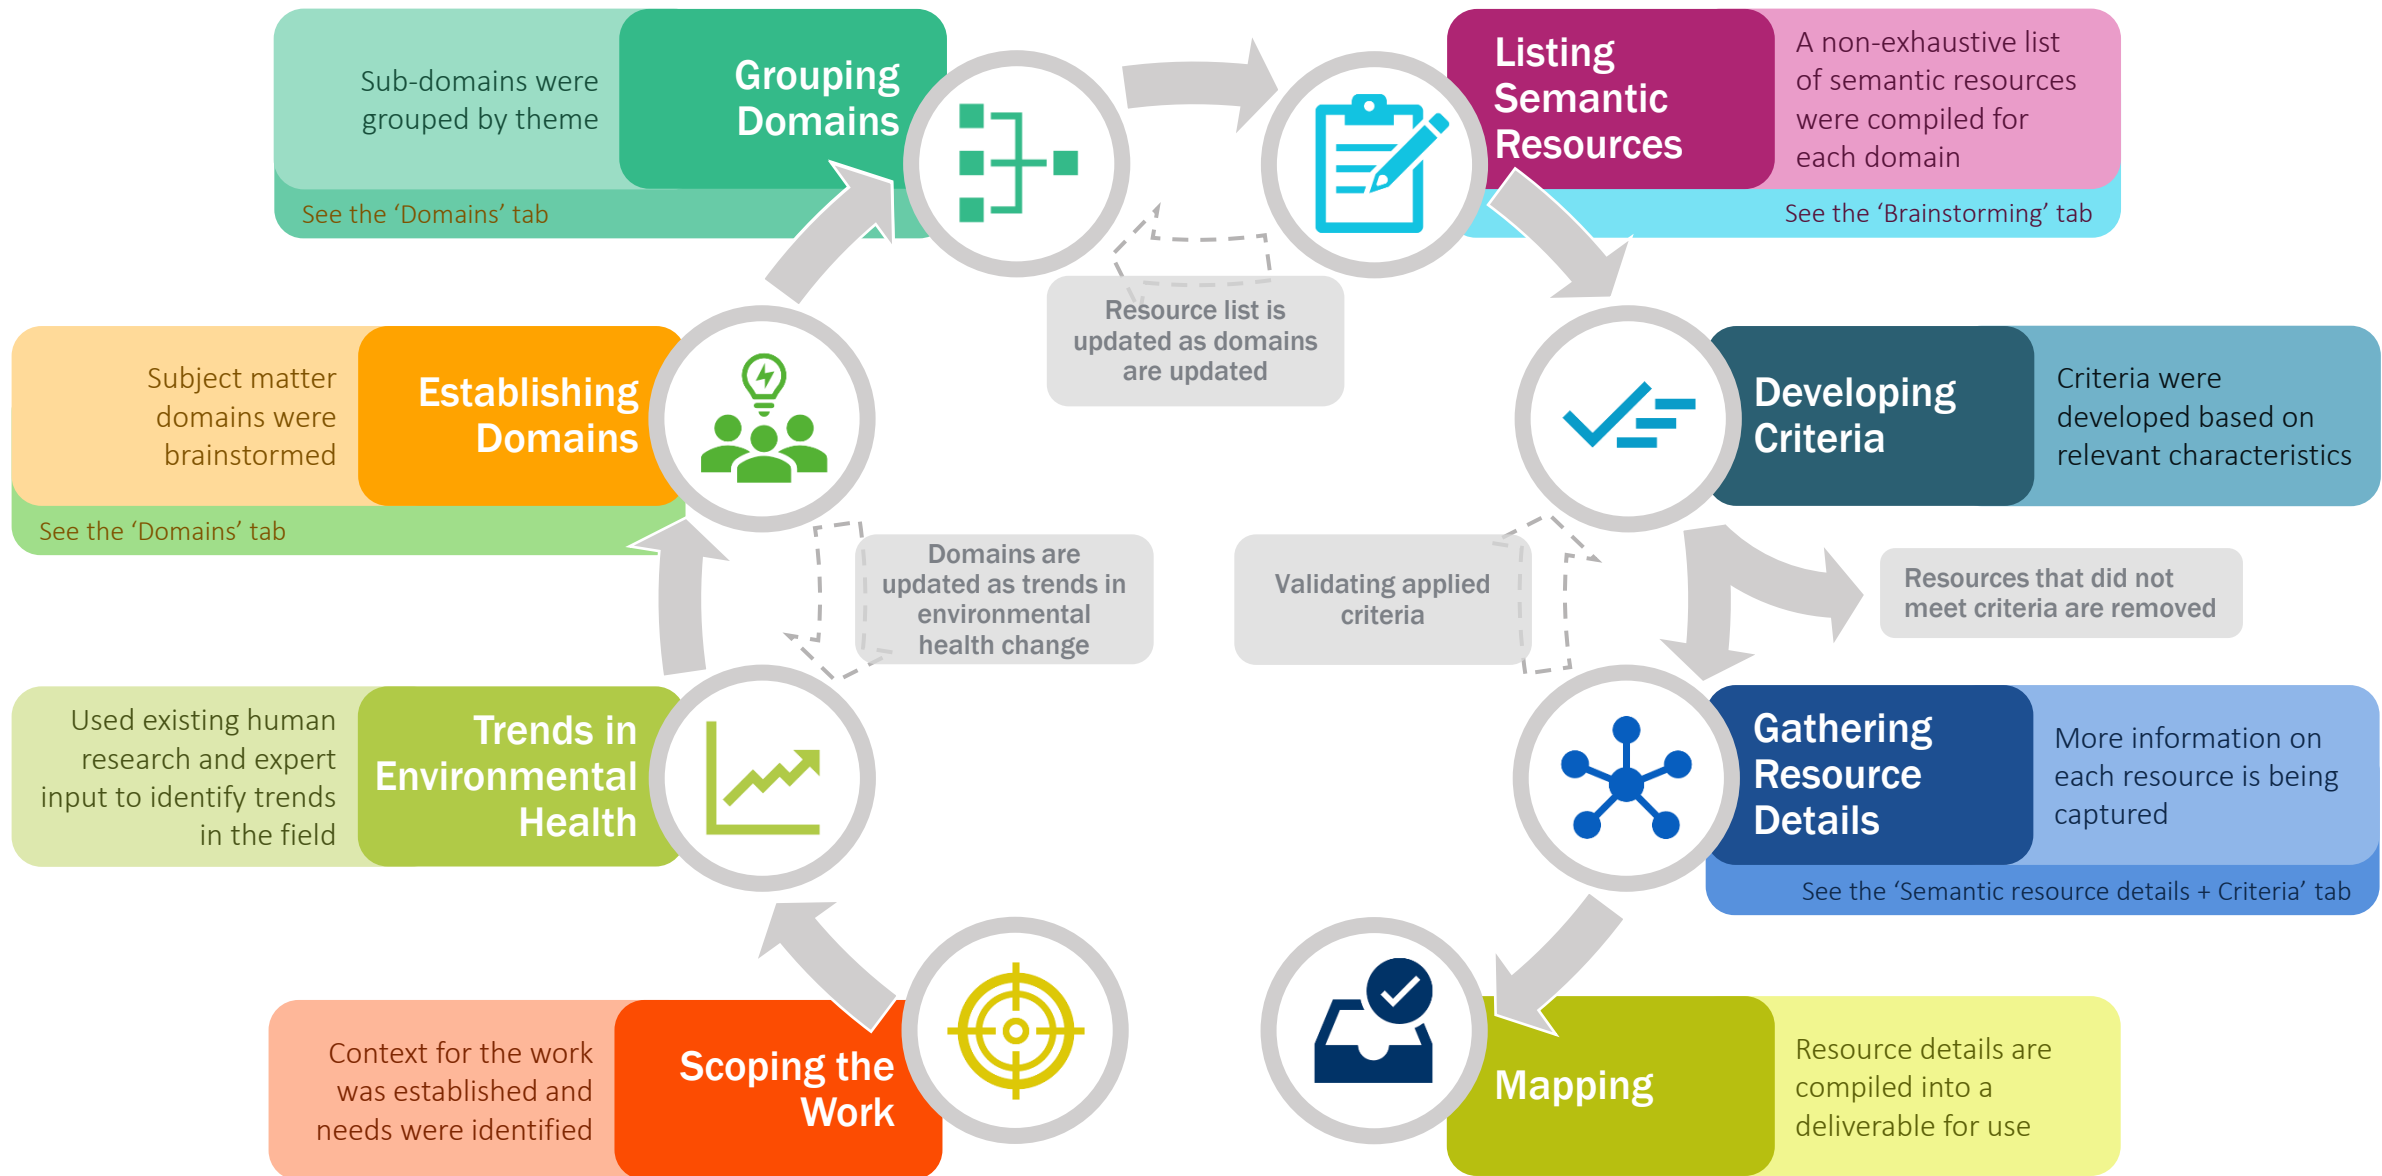 Sub-domains were
grouped by theme
Grouping
Domains
See the ‘Domains’ tab
Listing
Semantic
Resources
A non-exhaustive list
of semantic resources
were compiled for
each domain
See the ‘Brainstorming’ tab
Resource list is
updated as domains
are updated
Subject matter
domains were
brainstormed
Establishing
Domains
See the ‘Domains’ tab
Developing
Criteria
Criteria were
developed based on
relevant characteristics
Domains are
updated as trends in
environmental
health change
Validating applied
criteria
Resources that did not
meet criteria are removed
Used existing human
research and expert
input to identify trends
in the field
Trends in
Environmental
Health
Gathering
Resource
Details
More information on
each resource is being
captured
See the ‘Semantic resource details + Criteria’ tab
Context for the work
was established and
needs were identified
Scoping the
Work
Mapping
Resource details are
compiled into a
deliverable for use